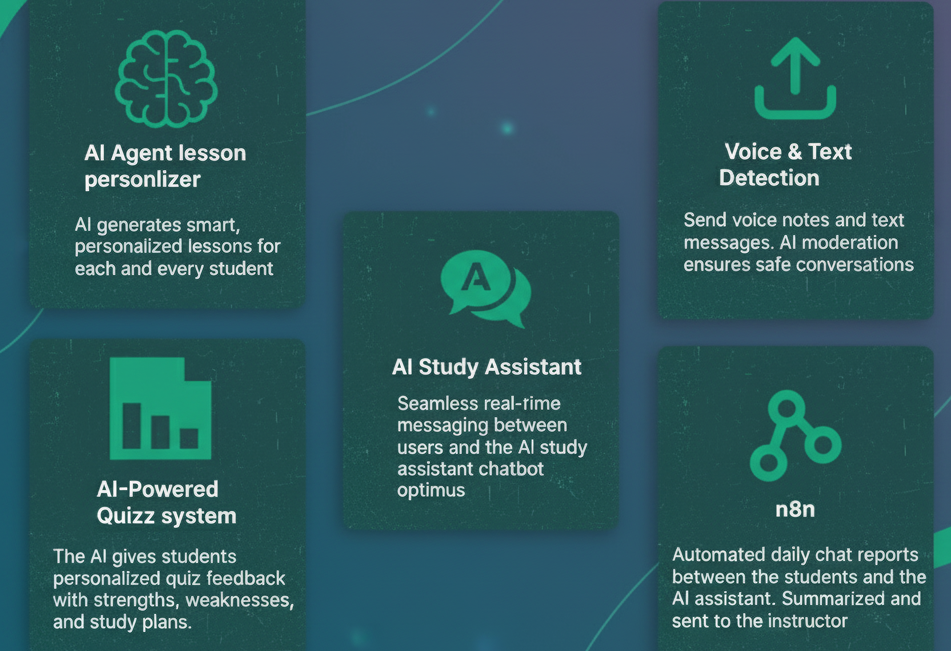 AI Agent lesson
personlizer
AI generates smart,
personalized lessons for
each and every student
AI-Powered
Quizz system
The AI gives students
personalized quiz feedback
with strengths, weaknesses,
and study plans.
A
AI Study Assistant
Seamless real-rime
messaging between
users and the AI study
assistant chatbot
optimus
Voice & Text
Detection
Send voice notes and text
messages. AI moderation
ensures safe conversations
n8n
Automated daily chat reports
between the students and the
AI assistant. Summarized and
sent to the instructor